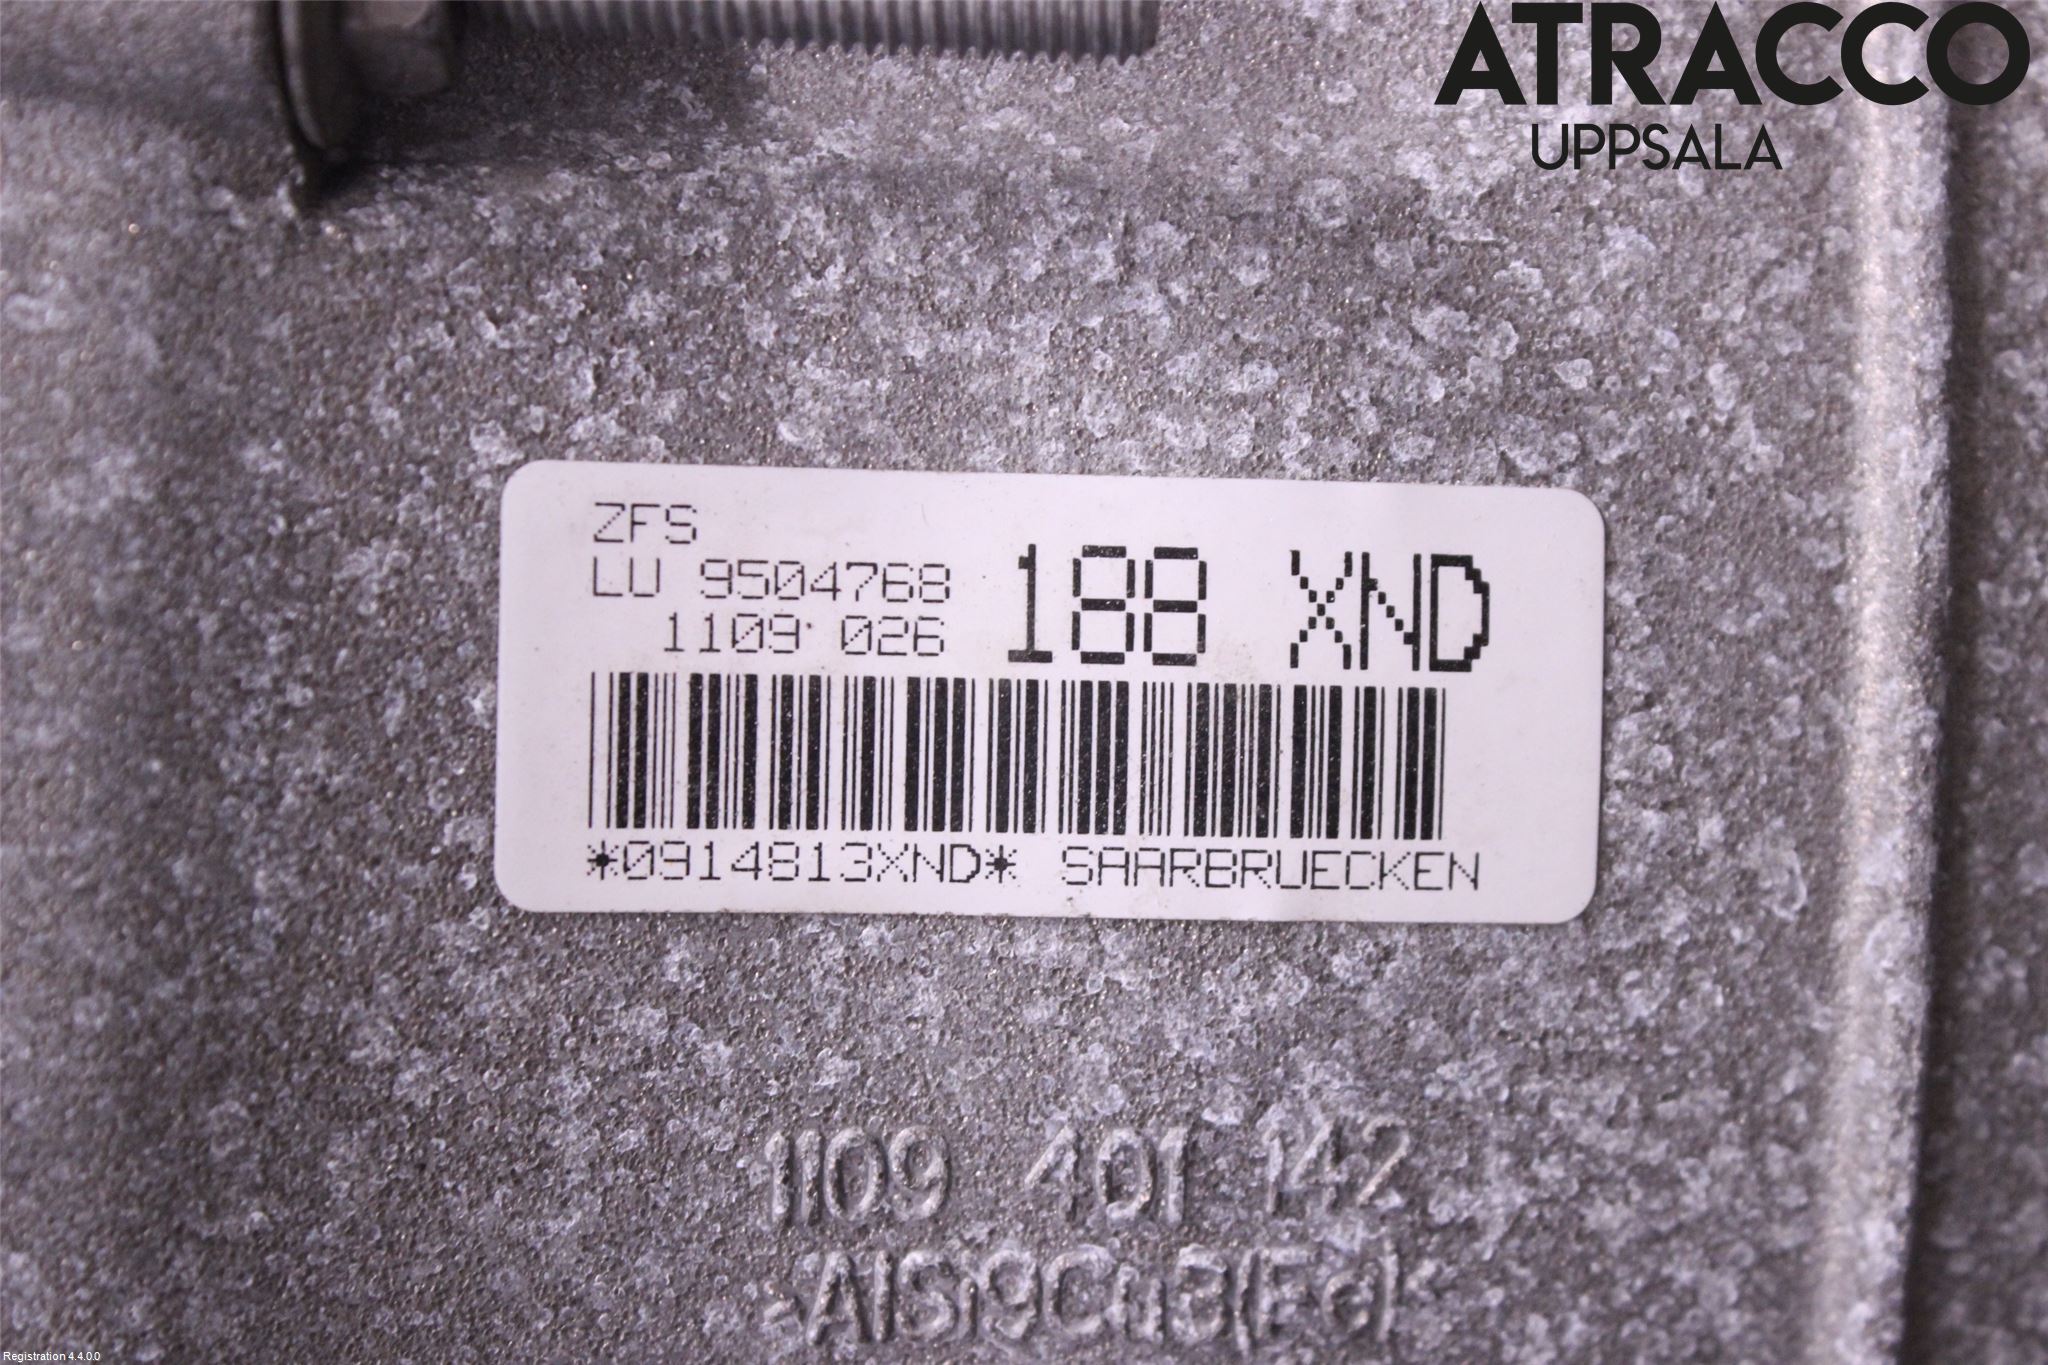 ATRACCO
UPPSALA
ZFS
LU 9504768
1109 026
188 XND
*0914813XND* SAARBRUECKEN
1109 401 142
>AlSi9Cu3(Fe)<
Registration 4.4.0.0